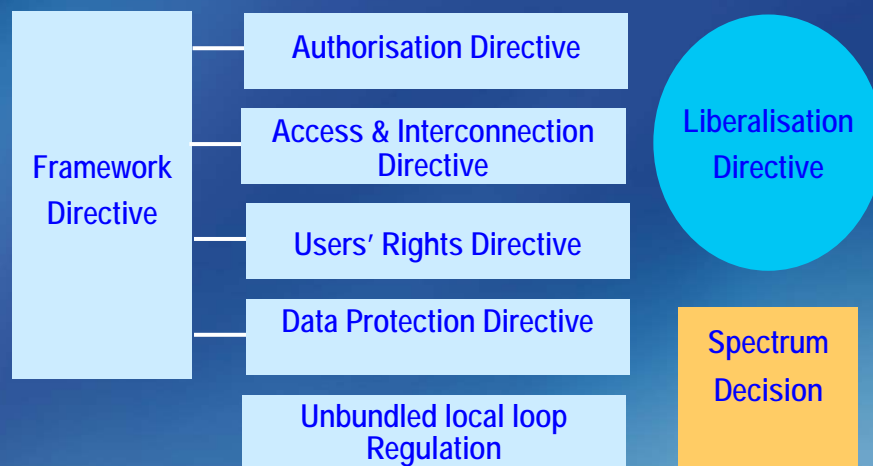 Framework
Directive
Authorisation Directive
Access & Interconnection
Directive
Users' Rights Directive
Data Protection Directive
Unbundled local loop
Regulation
Liberalisation
Directive
Spectrum
Decision